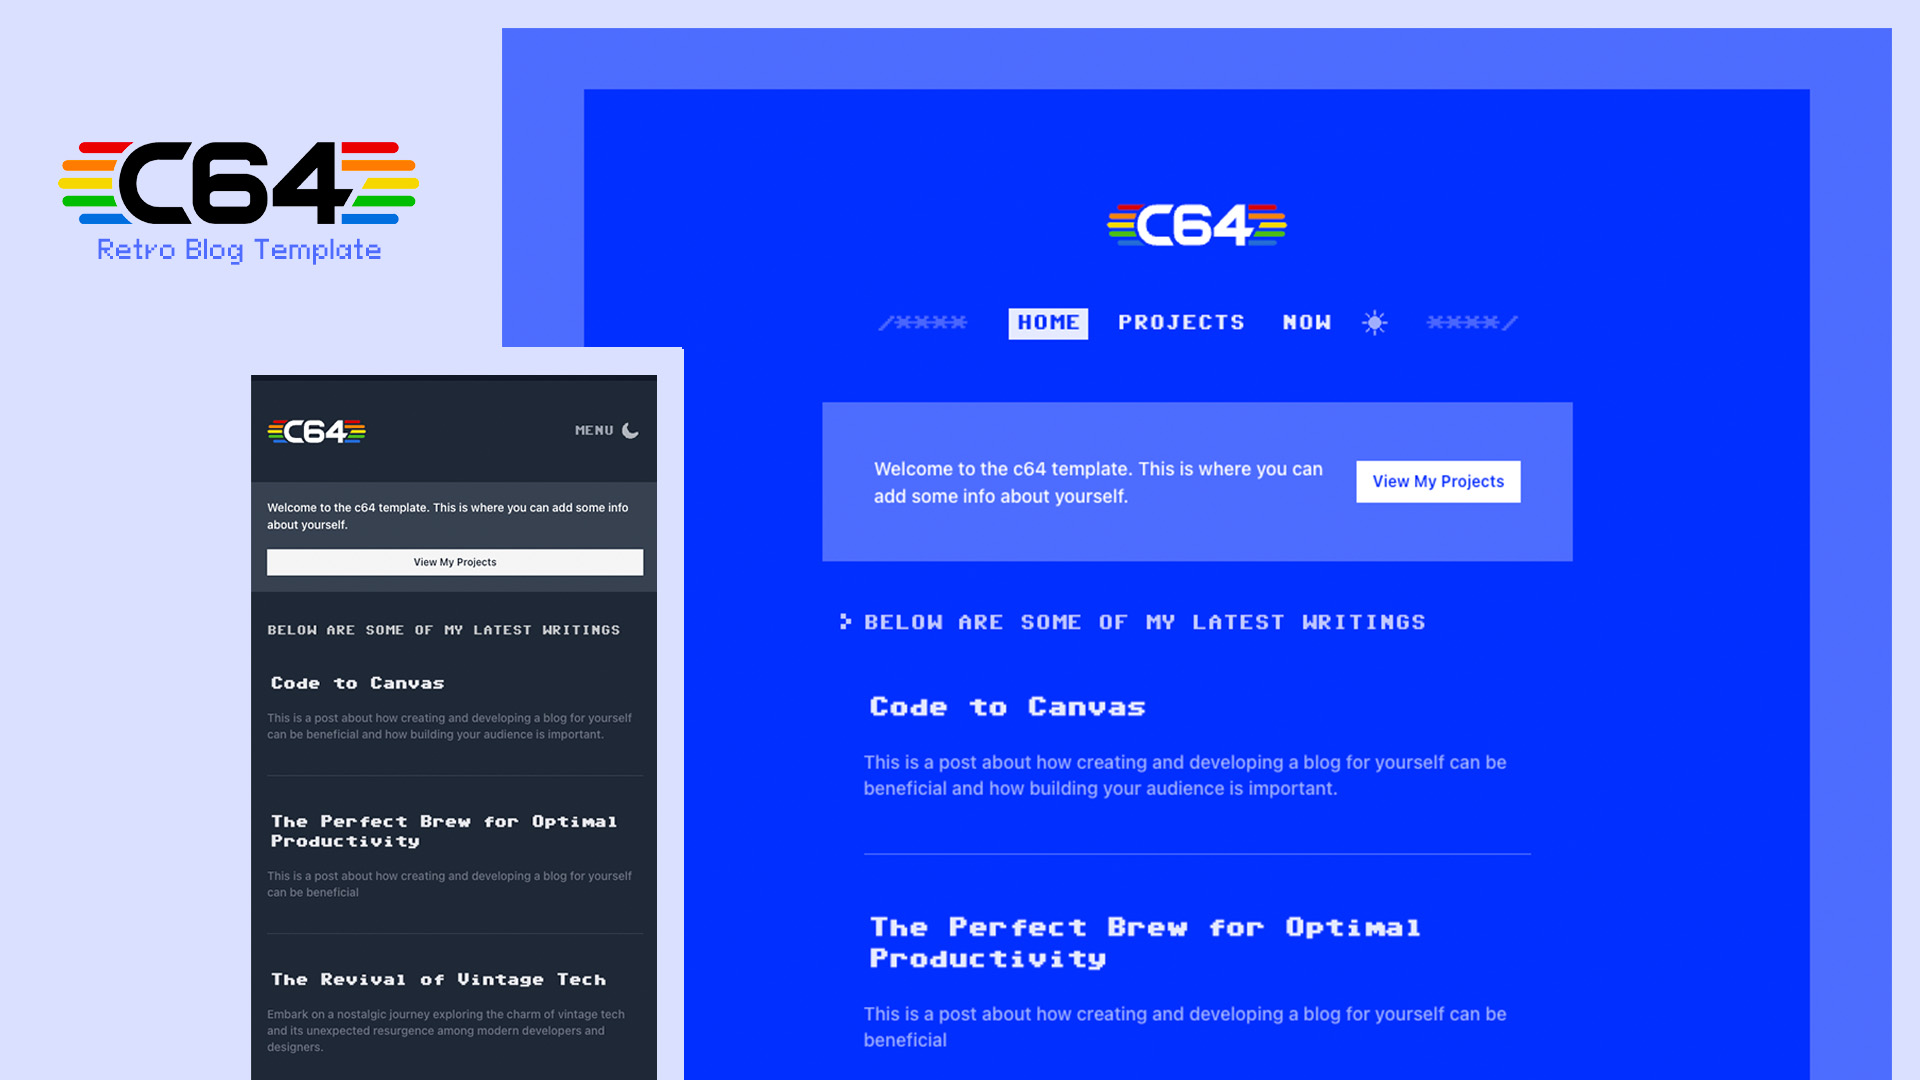 C64
Retro Blog Template
C64
/**** HOME PROJECTS NOW ****/
Welcome to the c64 template. This is where you can
add some info about yourself.
View My Projects
BELOW ARE SOME OF MY LATEST WRITINGS
Code to Canvas
This is a post about how creating and developing a blog for yourself can be
beneficial and how building your audience is important.
The Perfect Brew for Optimal
Productivity
This is a post about how creating and developing a blog for yourself can be
beneficial
C64
MENU
Welcome to the c64 template. This is where you can add some info
about yourself.
View My Projects
BELOW ARE SOME OF MY LATEST WRITINGS
Code to Canvas
This is a post about how creating and developing a blog for yourself
can be beneficial and how building your audience is important.
The Perfect Brew for Optimal
Productivity
This is a post about how creating and developing a blog for yourself
can be beneficial
The Revival of Vintage Tech
Embark on a nostalgic journey exploring the charm of vintage tech
and its unexpected resurgence among modern developers and
designers.